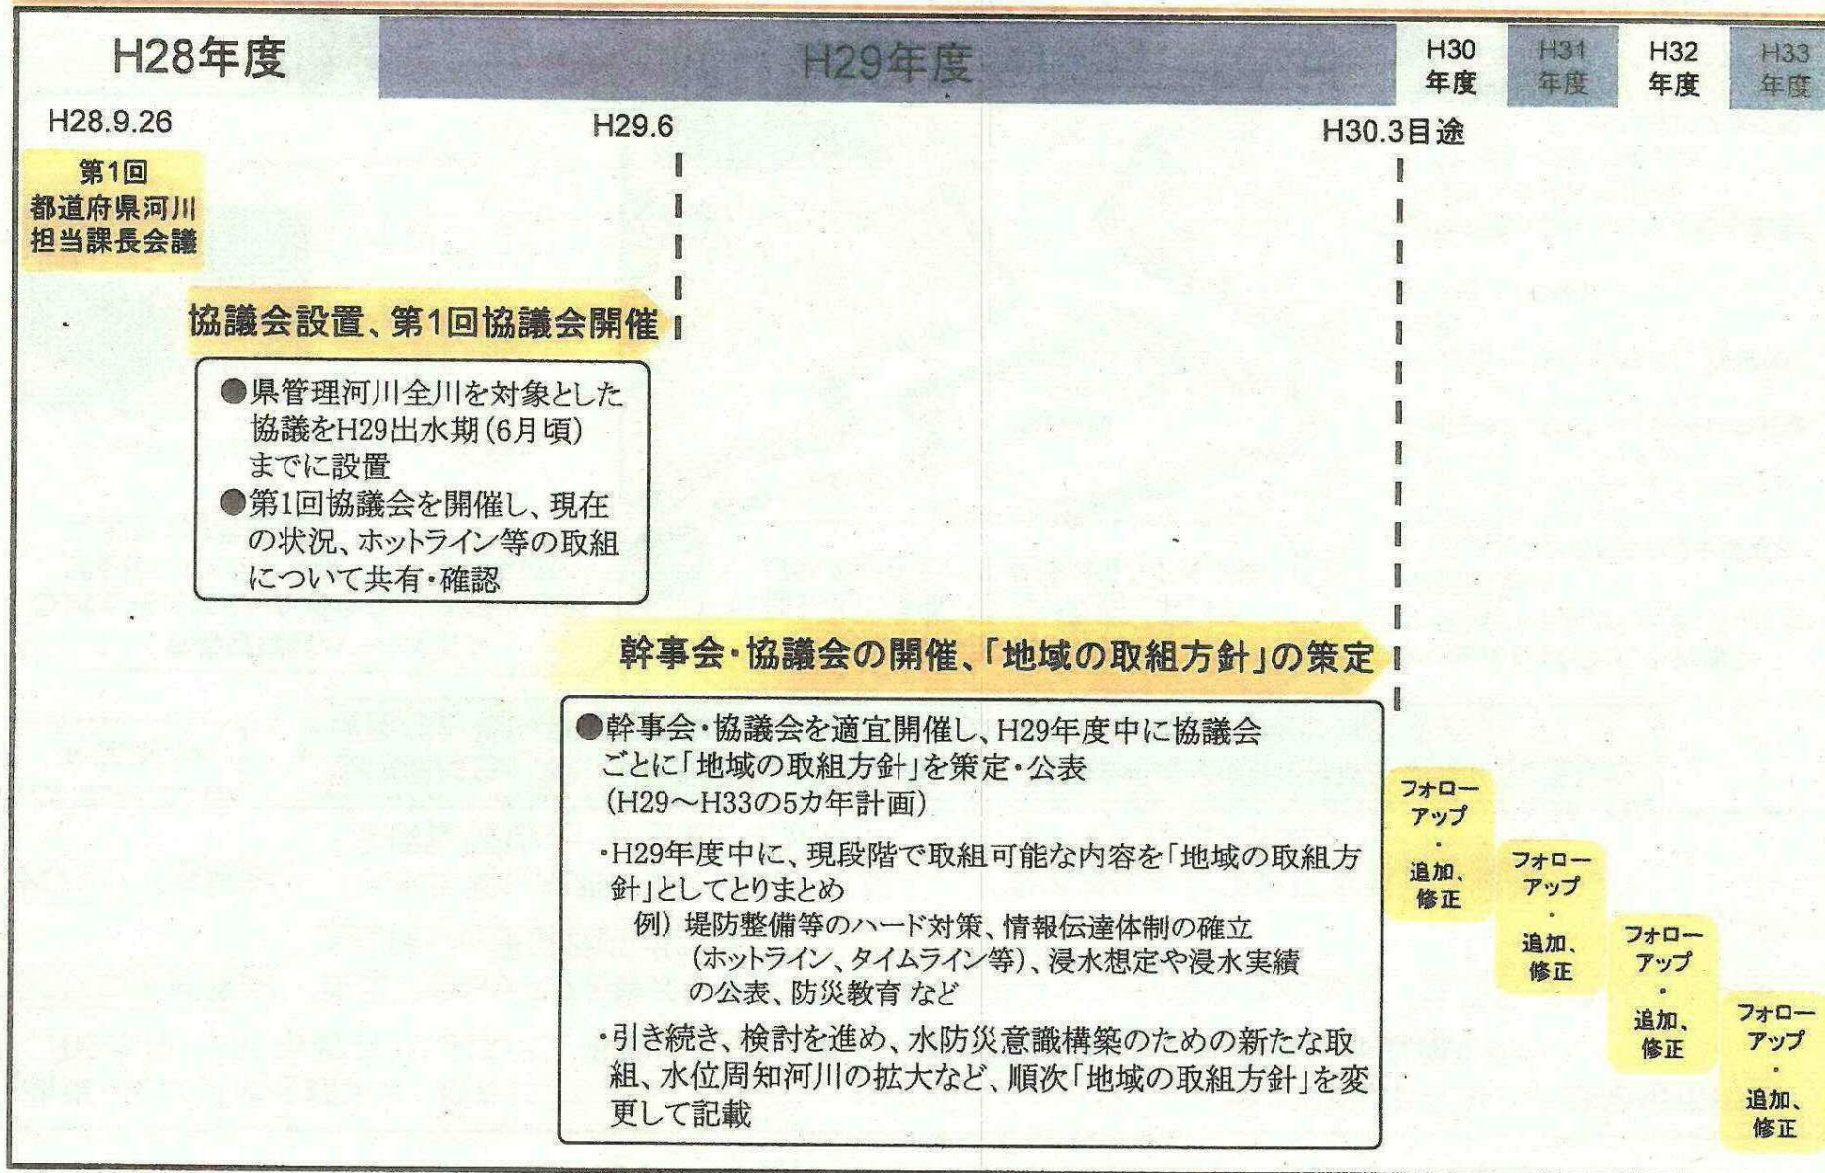 H28年度
H29年度
H30
年度
H31
年度
H32
年度
H33
年度
H28.9.26
H29.6
H30.3目途
第1回
都道府県河川
担当課長会議
協議会設置、第1回協議会開催
●県管理河川全川を対象とした
協議をH29出水期(6月頃)
までに設置
●第1回協議会を開催し、現在
の状況、ホットライン等の取組
について共有・確認
幹事会・協議会の開催、「地域の取組方針」の策定
●幹事会・協議会を適宜開催し、H29年度中に協議会
ごとに「地域の取組方針」を策定・公表
(H29～H33の5カ年計画)
・H29年度中に、現段階で取組可能な内容を「地域の取組方
針」としてとりまとめ
例) 堤防整備等のハード対策、情報伝達体制の確立
(ホットライン、タイムライン等)、浸水想定や浸水実績
の公表、防災教育 など
・引き続き、検討を進め、水防災意識構築のための新たな取
組、水位周知河川の拡大など、順次「地域の取組方針」を変
更して記載
フォロー
アップ
・
追加、
修正
フォロー
アップ
・
追加、
修正
フォロー
アップ
・
追加、
修正
フォロー
アップ
・
追加、
修正